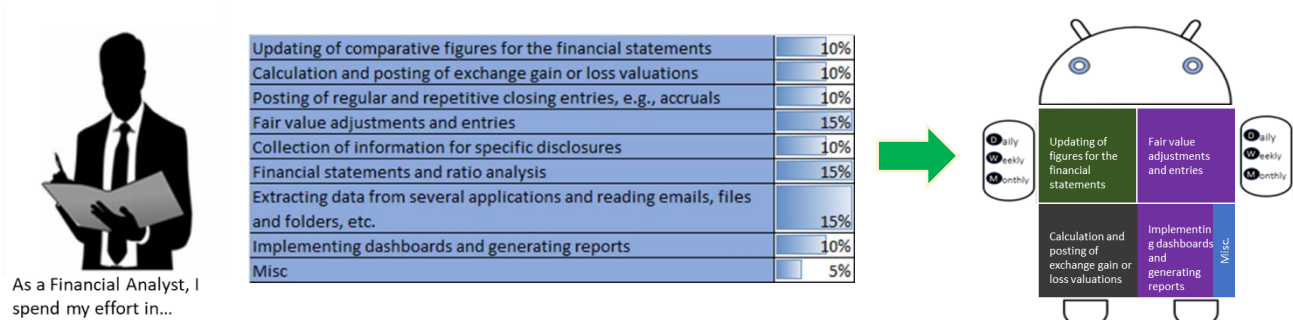 As a Financial Analyst, I
spend my effort in...
Updating of comparative figures for the financial statements 10%
Calculation and posting of exchange gain or loss valuations 10%
Posting of regular and repetitive closing entries, e.g., accruals 10%
Fair value adjustments and entries 15%
Collection of information for specific disclosures 10%
Financial statements and ratio analysis 15%
Extracting data from several applications and reading emails, files
and folders, etc. 15%
Implementing dashboards and generating reports 10%
Misc 5%
Daily
Weekly
Monthly
Updating of
figures for the
financial
statements
Fair value
adjustments
and entries
Calculation and
posting of
exchange gain or
loss valuations
Implementin
g dashboards
and
generating
reports
Misc.
Daily
Weekly
Monthly